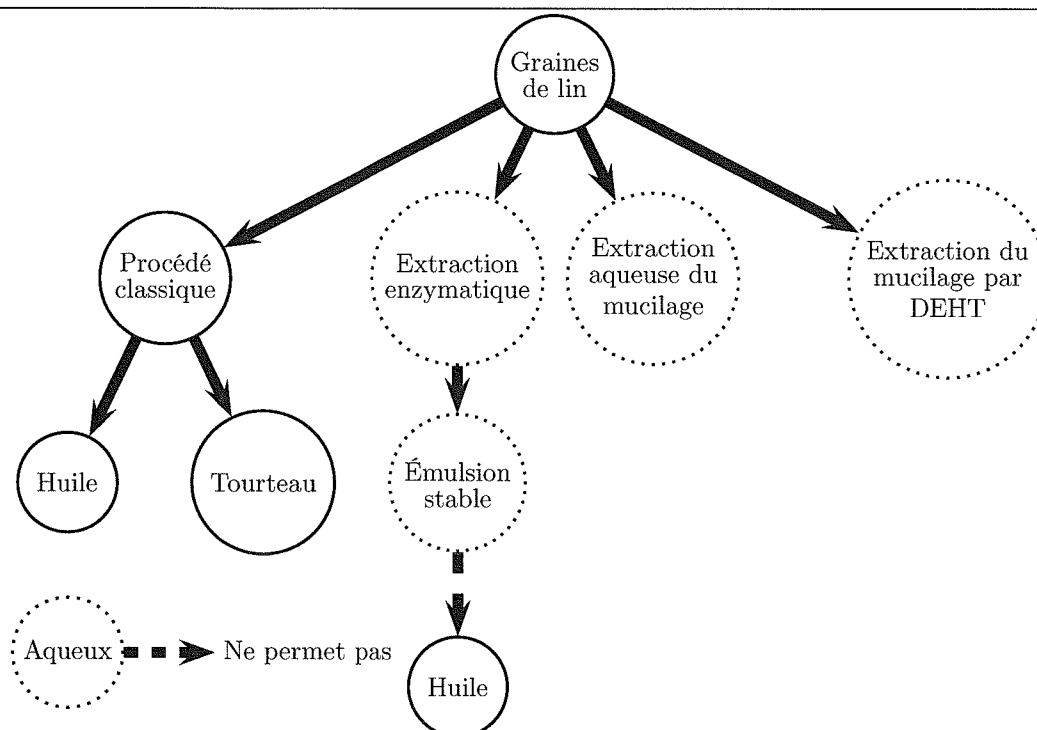 Graines
de lin
Procédé
classique
Extraction
enzymatique
Extraction
aqueuse du
mucilage
Extraction du
mucilage par
DEHT
Huile
Tourteau
Émulsion
stable
Aqueux
Ne permet pas
Huile